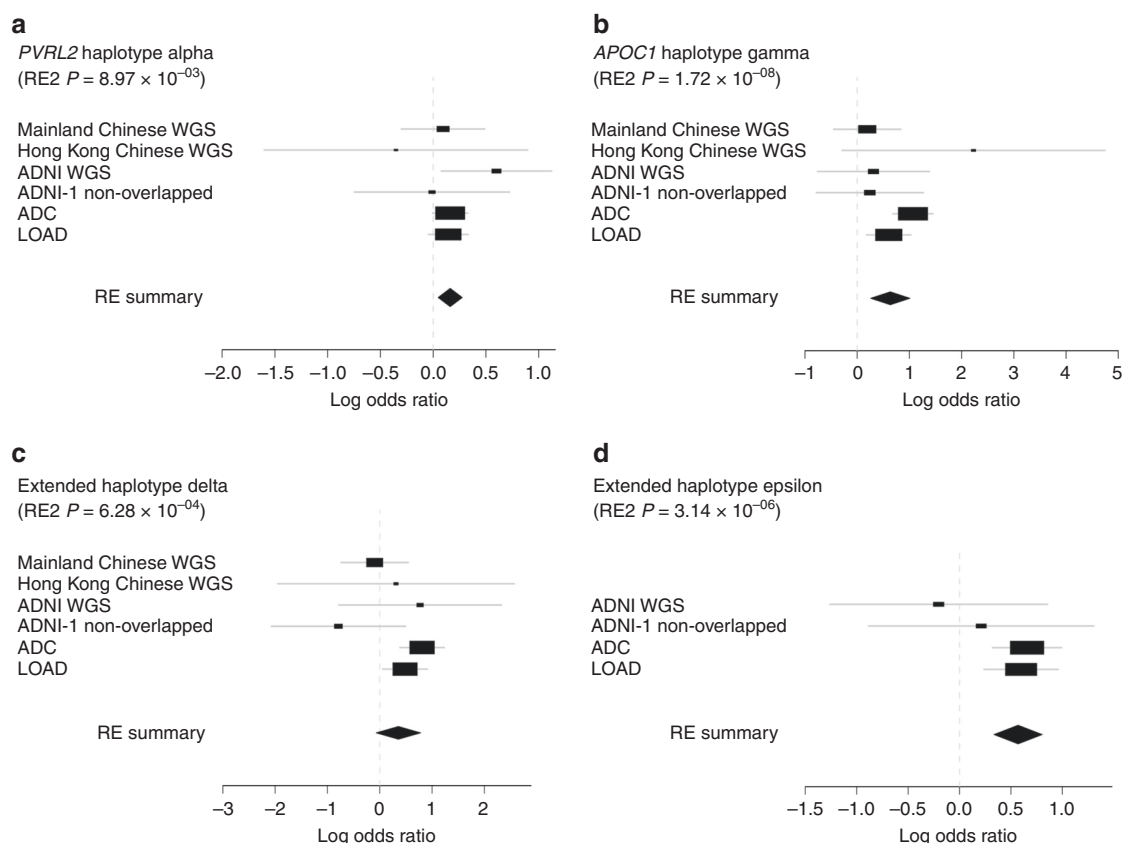 a
PVRL2 haplotype alpha
(RE2 P = 8.97 × 10⁻⁰³)
Mainland Chinese WGS
Hong Kong Chinese WGS
ADNI WGS
ADNI-1 non-overlapped
ADC
LOAD
RE summary
−2.0 −1.5 −1.0 −0.5 0.0 0.5 1.0
Log odds ratio
b
APOC1 haplotype gamma
(RE2 P = 1.72 × 10⁻⁰⁸)
Mainland Chinese WGS
Hong Kong Chinese WGS
ADNI WGS
ADNI-1 non-overlapped
ADC
LOAD
RE summary
−1 0 1 2 3 4 5
Log odds ratio
c
Extended haplotype delta
(RE2 P = 6.28 × 10⁻⁰⁴)
Mainland Chinese WGS
Hong Kong Chinese WGS
ADNI WGS
ADNI-1 non-overlapped
ADC
LOAD
RE summary
−3 −2 −1 0 1 2
Log odds ratio
d
Extended haplotype epsilon
(RE2 P = 3.14 × 10⁻⁰⁶)
ADNI WGS
ADNI-1 non-overlapped
ADC
LOAD
RE summary
−1.5 −1.0 −0.5 0.0 0.5 1.0
Log odds ratio